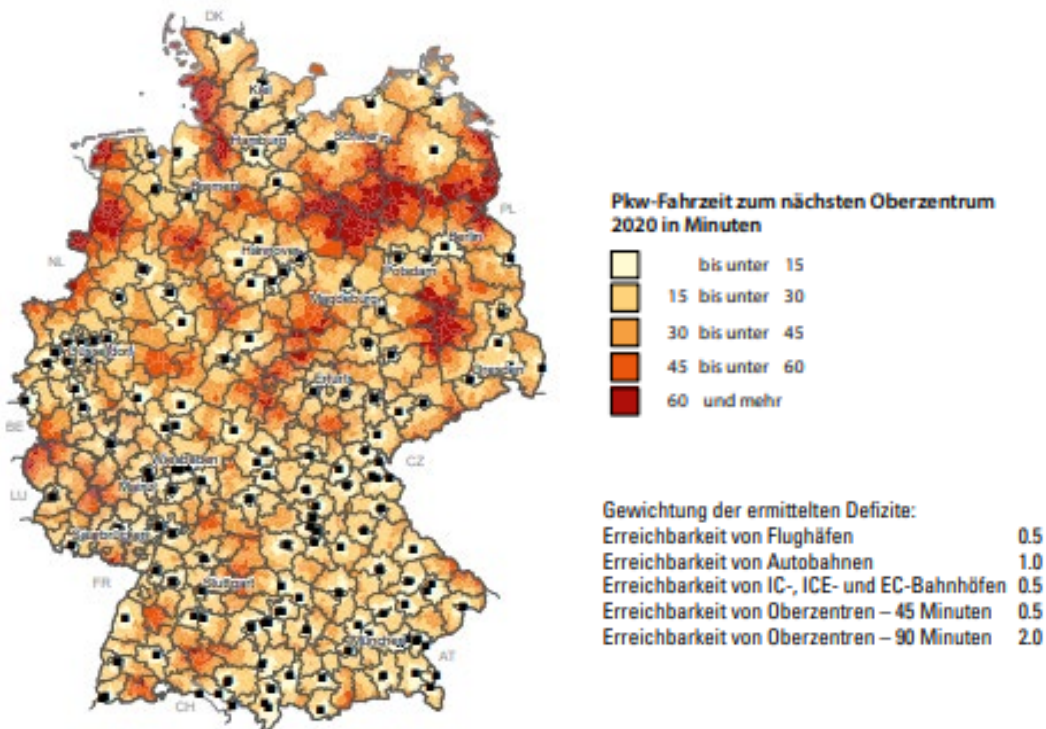 DK
Kiel
Hamburg
Schwerin
Bremen
PL
Berlin
Hannover
Potsdam
NL
Magdeburg
Düsseldorf
Erfurt
Dresden
BE
Wiesbaden
CZ
LU
Mainz
Saarbrücken
FR
Stuttgart
München
AT
CH
Pkw-Fahrzeit zum nächsten Oberzentrum
2020 in Minuten
bis unter 15
15 bis unter 30
30 bis unter 45
45 bis unter 60
60 und mehr
Gewichtung der ermittelten Defizite:
Erreichbarkeit von Flughäfen 0.5
Erreichbarkeit von Autobahnen 1.0
Erreichbarkeit von IC-, ICE- und EC-Bahnhöfen 0.5
Erreichbarkeit von Oberzentren – 45 Minuten 0.5
Erreichbarkeit von Oberzentren – 90 Minuten 2.0